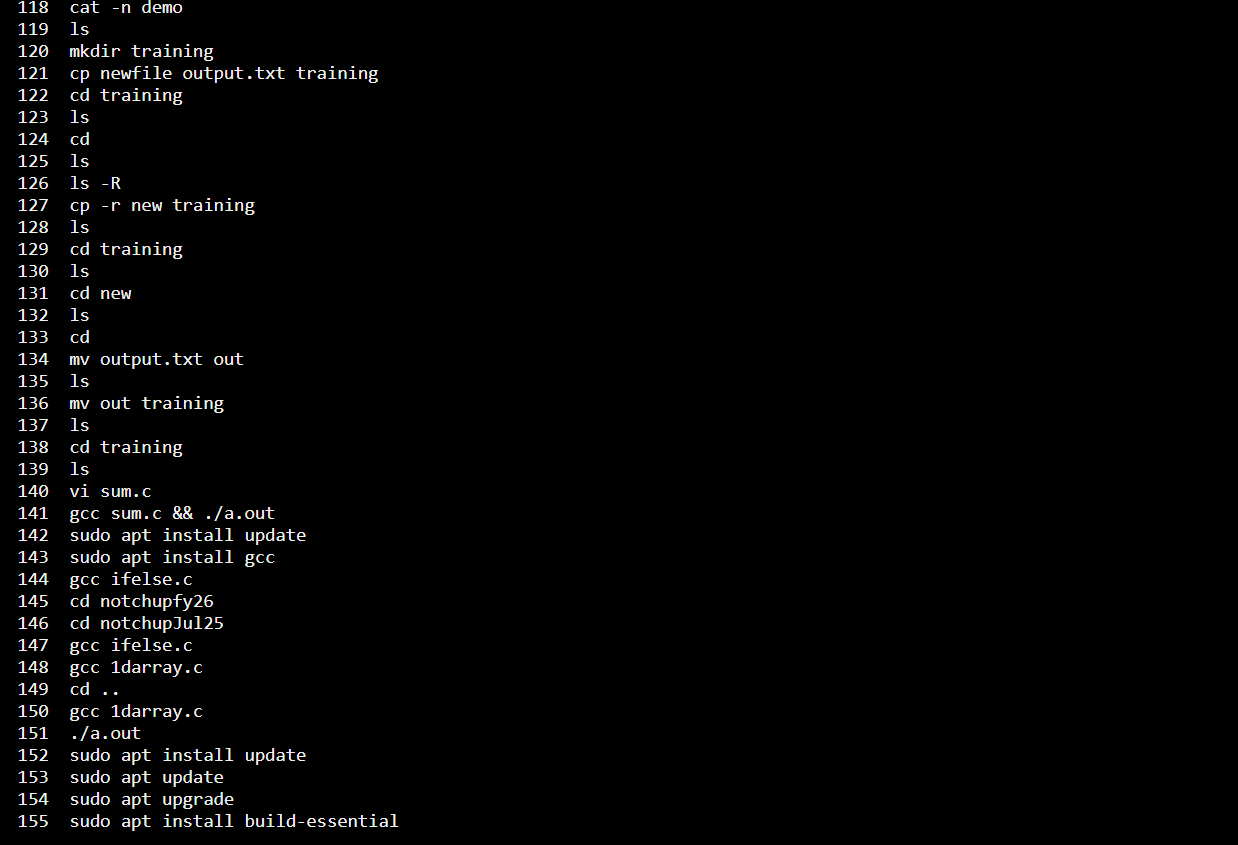 118 cat -n demo
119 ls
120 mkdir training
121 cp newfile output.txt training
122 cd training
123 ls
124 cd
125 ls
126 ls -R
127 cp -r new training
128 ls
129 cd training
130 ls
131 cd new
132 ls
133 cd
134 mv output.txt out
135 ls
136 mv out training
137 ls
138 cd training
139 ls
140 vi sum.c
141 gcc sum.c && ./a.out
142 sudo apt install update
143 sudo apt install gcc
144 gcc ifelse.c
145 cd notchupfy26
146 cd notchupJul25
147 gcc ifelse.c
148 gcc 1darray.c
149 cd ..
150 gcc 1darray.c
151 ./a.out
152 sudo apt install update
153 sudo apt update
154 sudo apt upgrade
155 sudo apt install build-essential